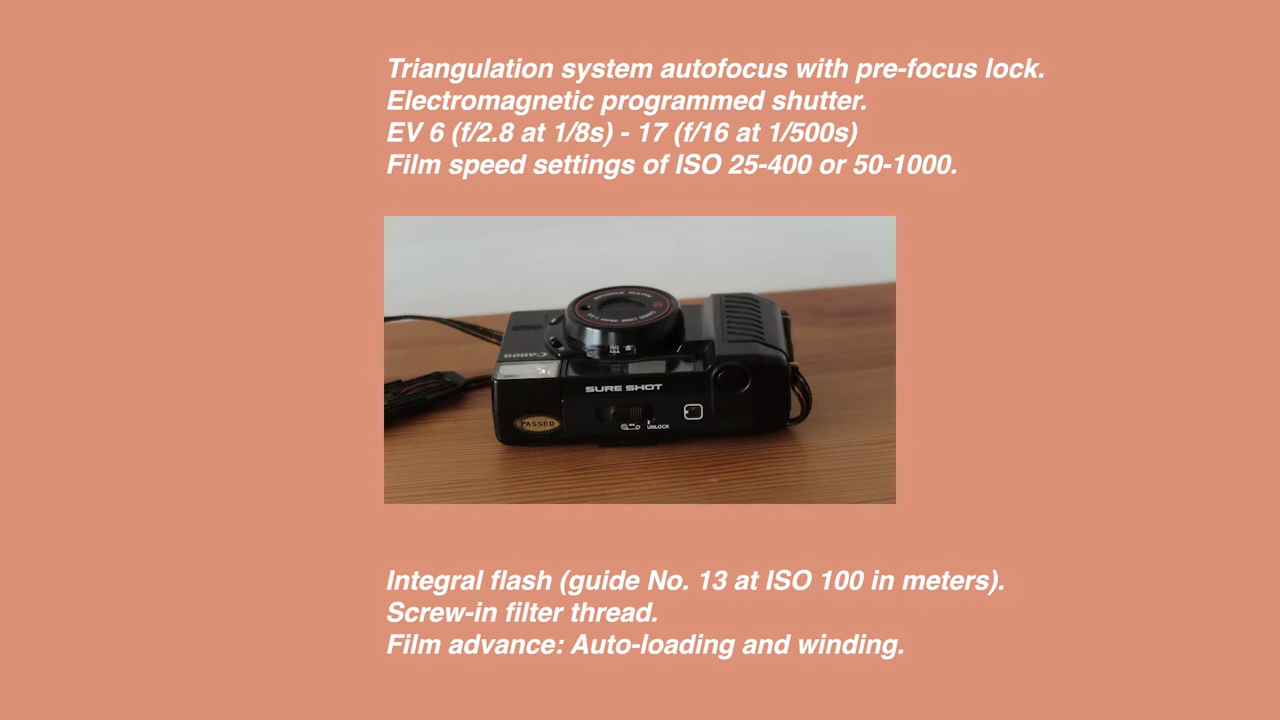 Triangulation system autofocus with pre-focus lock.
Electromagnetic programmed shutter.
EV 6 (f/2.8 at 1/8s) - 17 (f/16 at 1/500s)
Film speed settings of ISO 25-400 or 50-1000.
ISO
ASA
Canon
SURE SHOT
PASSED
UNLOCK
Integral flash (guide No. 13 at ISO 100 in meters).
Screw-in filter thread.
Film advance: Auto-loading and winding.